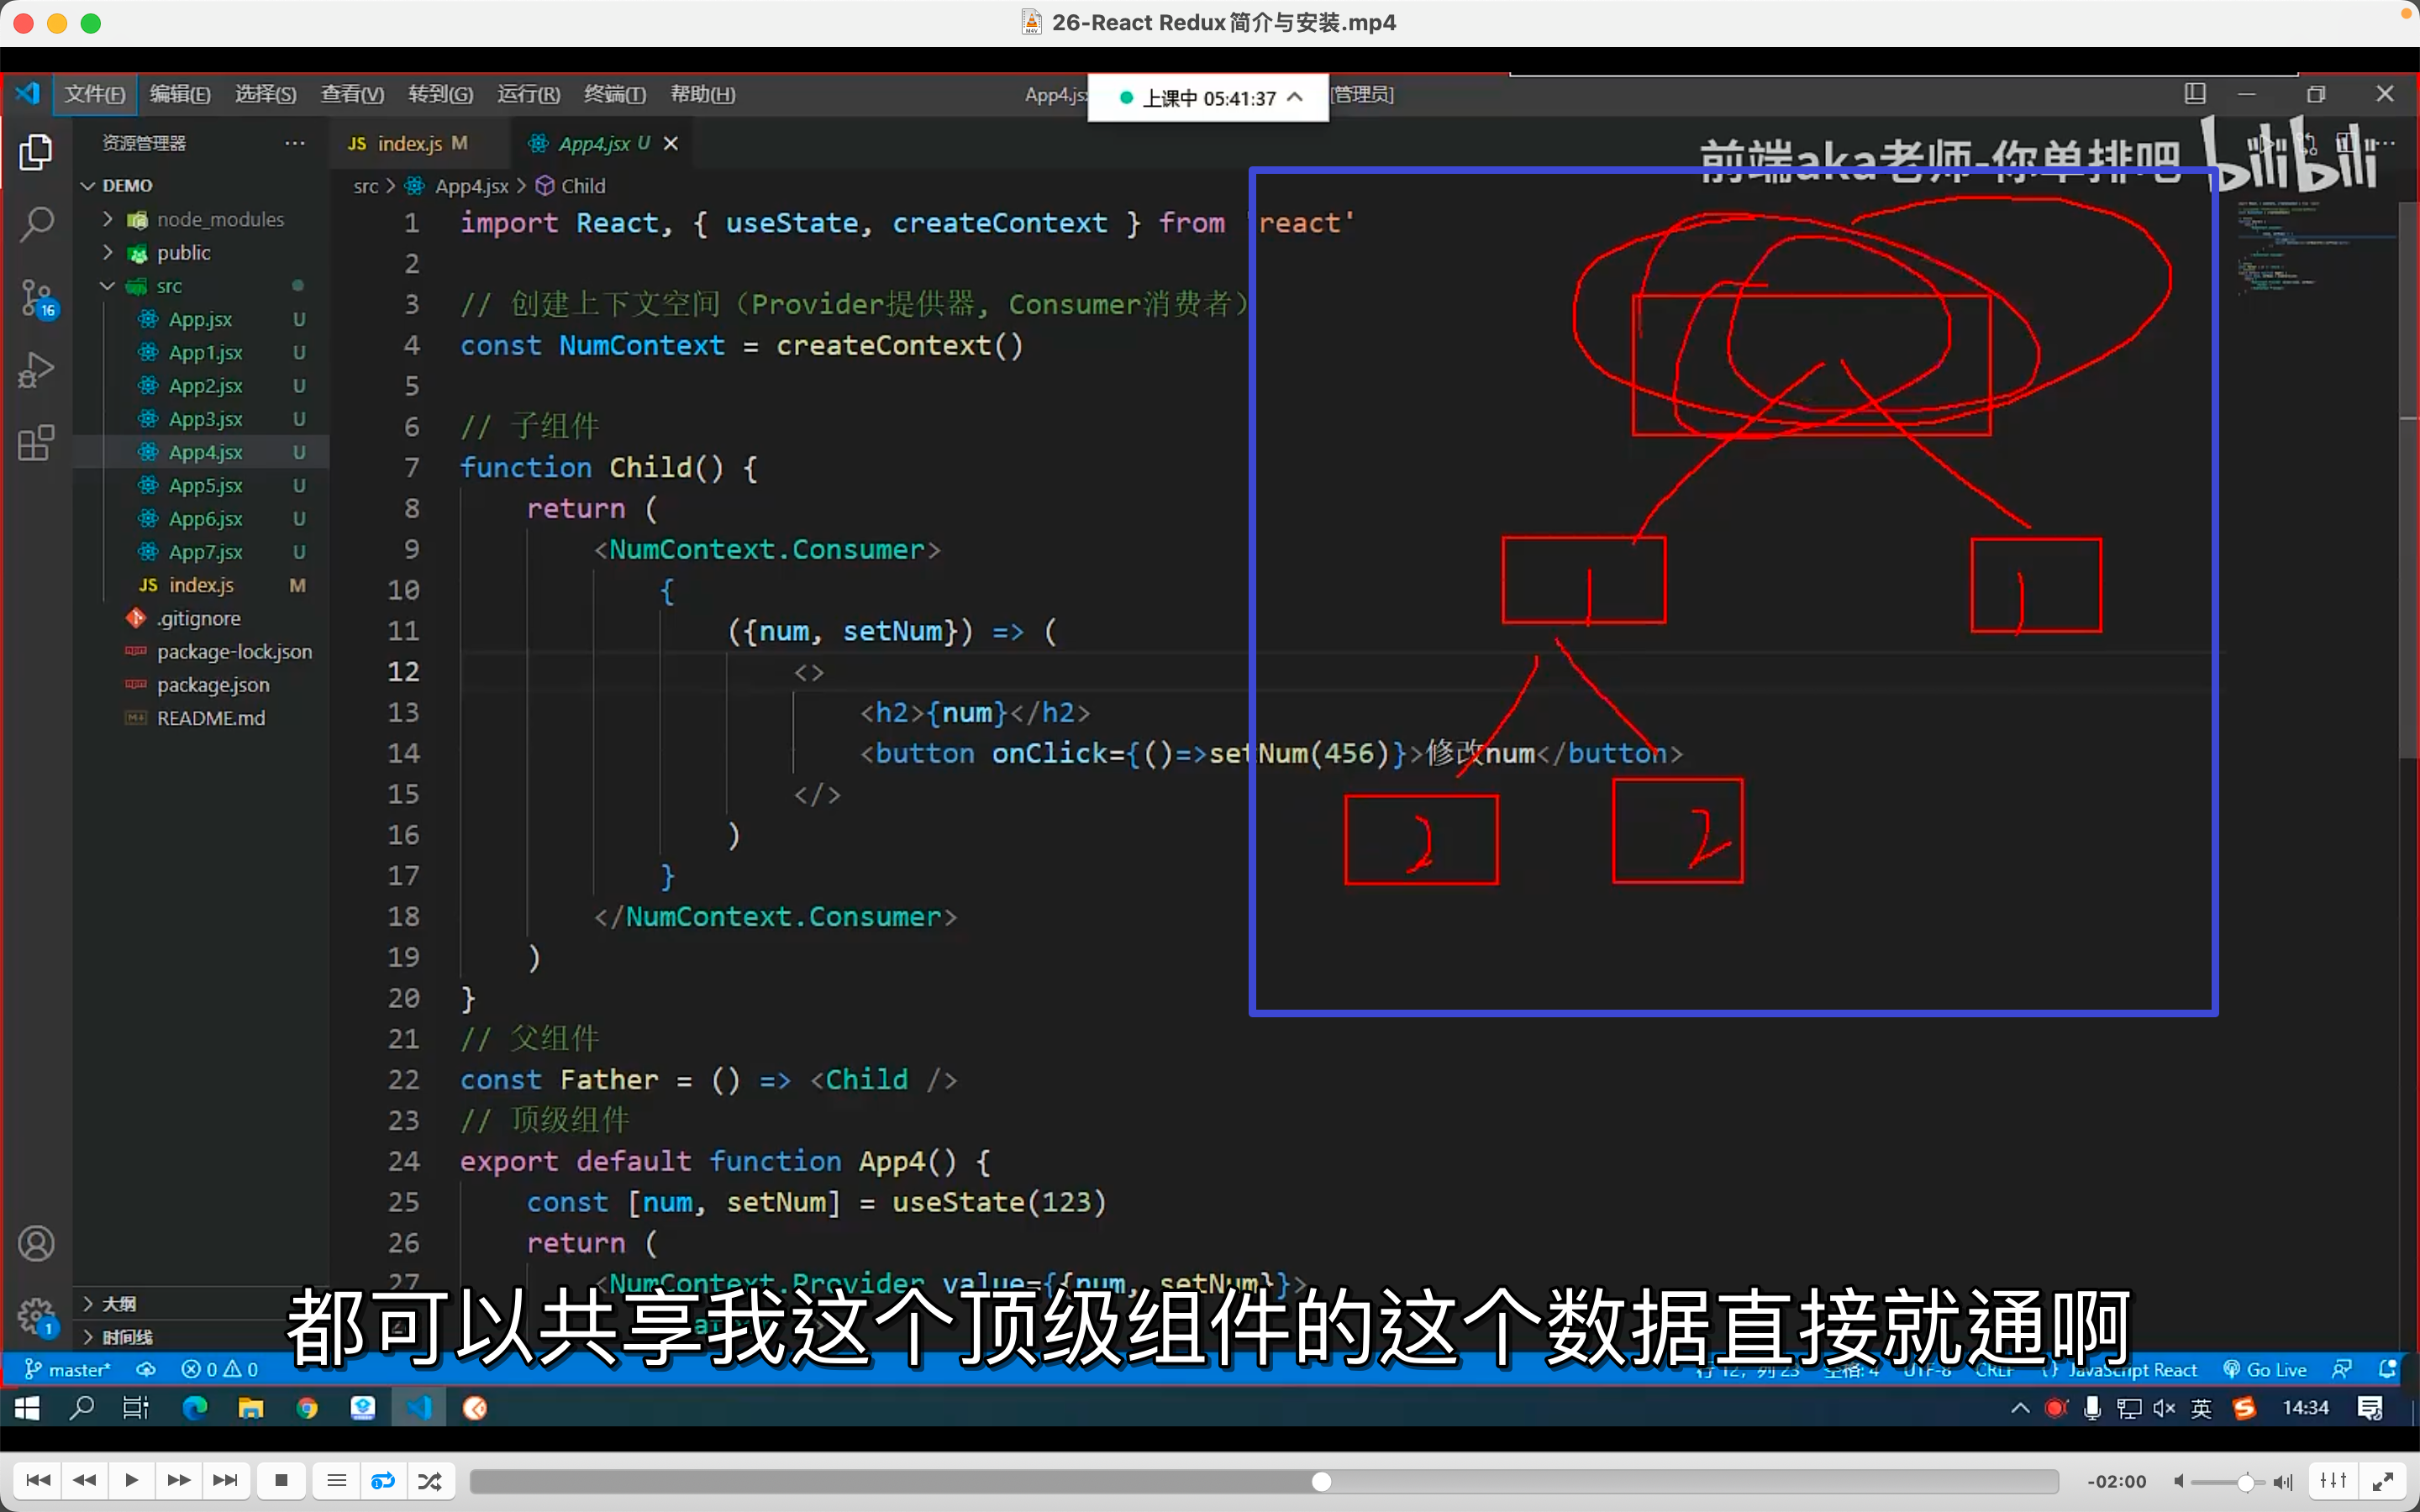 26-React Redux简介与安装.mp4
文件(F) 编辑(E) 选择(S) 查看(V) 转到(G) 运行(R) 终端(T) 帮助(H)
App4.js
上课中 05:41:37
[管理员]
资源管理器
JS index.js M
App4.jsx U
前端aka老师-你单排吧
bilibili
DEMO
node_modules
public
src
App.jsx U
App1.jsx U
App2.jsx U
App3.jsx U
App4.jsx U
App5.jsx U
App6.jsx U
App7.jsx U
JS index.js M
.gitignore
package-lock.json
package.json
README.md
16
大纲
时间线
1
src > App4.jsx > Child
1 import React, { useState, createContext } from 'react'
2
3 // 创建上下文空间（Provider提供器, Consumer消费者）
4 const NumContext = createContext()
5
6 // 子组件
7 function Child() {
8 return (
9 <NumContext.Consumer>
10 {
11 ({num, setNum}) => (
12 <>
13 <h2>{num}</h2>
14 <button onClick={()=>setNum(456)}>修改num</button>
15 </>
16 )
17 }
18 </NumContext.Consumer>
19 )
20 }
21 // 父组件
22 const Father = () => <Child />
23 // 顶级组件
24 export default function App4() {
25 const [num, setNum] = useState(123)
26 return (
27 <NumContext.Provider value={{num, setNum}}>
1
1
2
2
都可以共享我这个顶级组件的这个数据直接就通啊
master* 0 0
行 12, 列 23 空格: 4 UTF-8 CRLF {} JavaScript React Go Live
英 14:34
-02:00